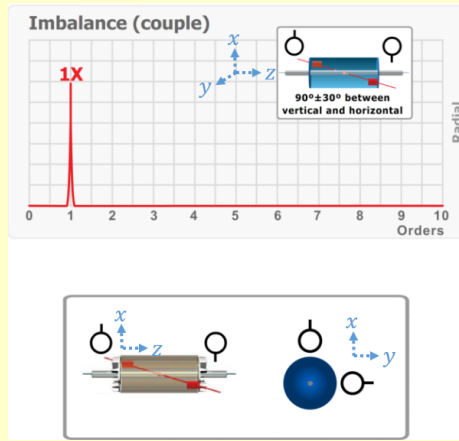 Imbalance (couple)
1X
x
y
z
90º±30º between
vertical and horizontal
Radial
0 1 2 3 4 5 6 7 8 9 10
Orders
x
z
x
y